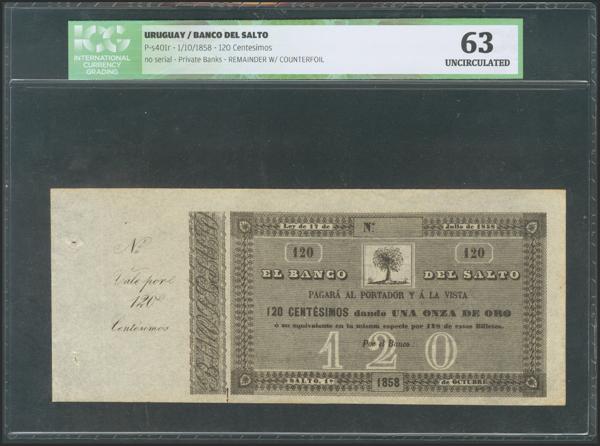 ICG
INTERNATIONAL
CURRENCY
GRADING
URUGUAY / BANCO DEL SALTO
P-s401r - 1/10/1858 - 120 Centesimos
no serial - Private Banks - REMAINDER W/ COUNTERFOIL
63
UNCIRCULATED
Nº
Vale por
120
Centesimos
Ley de 17 de
Nº
Julio de 1858
120
120
EL BANCO
DEL SALTO
PAGARÁ AL PORTADOR Y Á LA VISTA
120 CENTÉSIMOS dando UNA ONZA DE ORO
ó su equivalente en la misma especie por de estos Billetes.
Por el Banco
120
SALTO, 1º
1858
de OCTUBRE